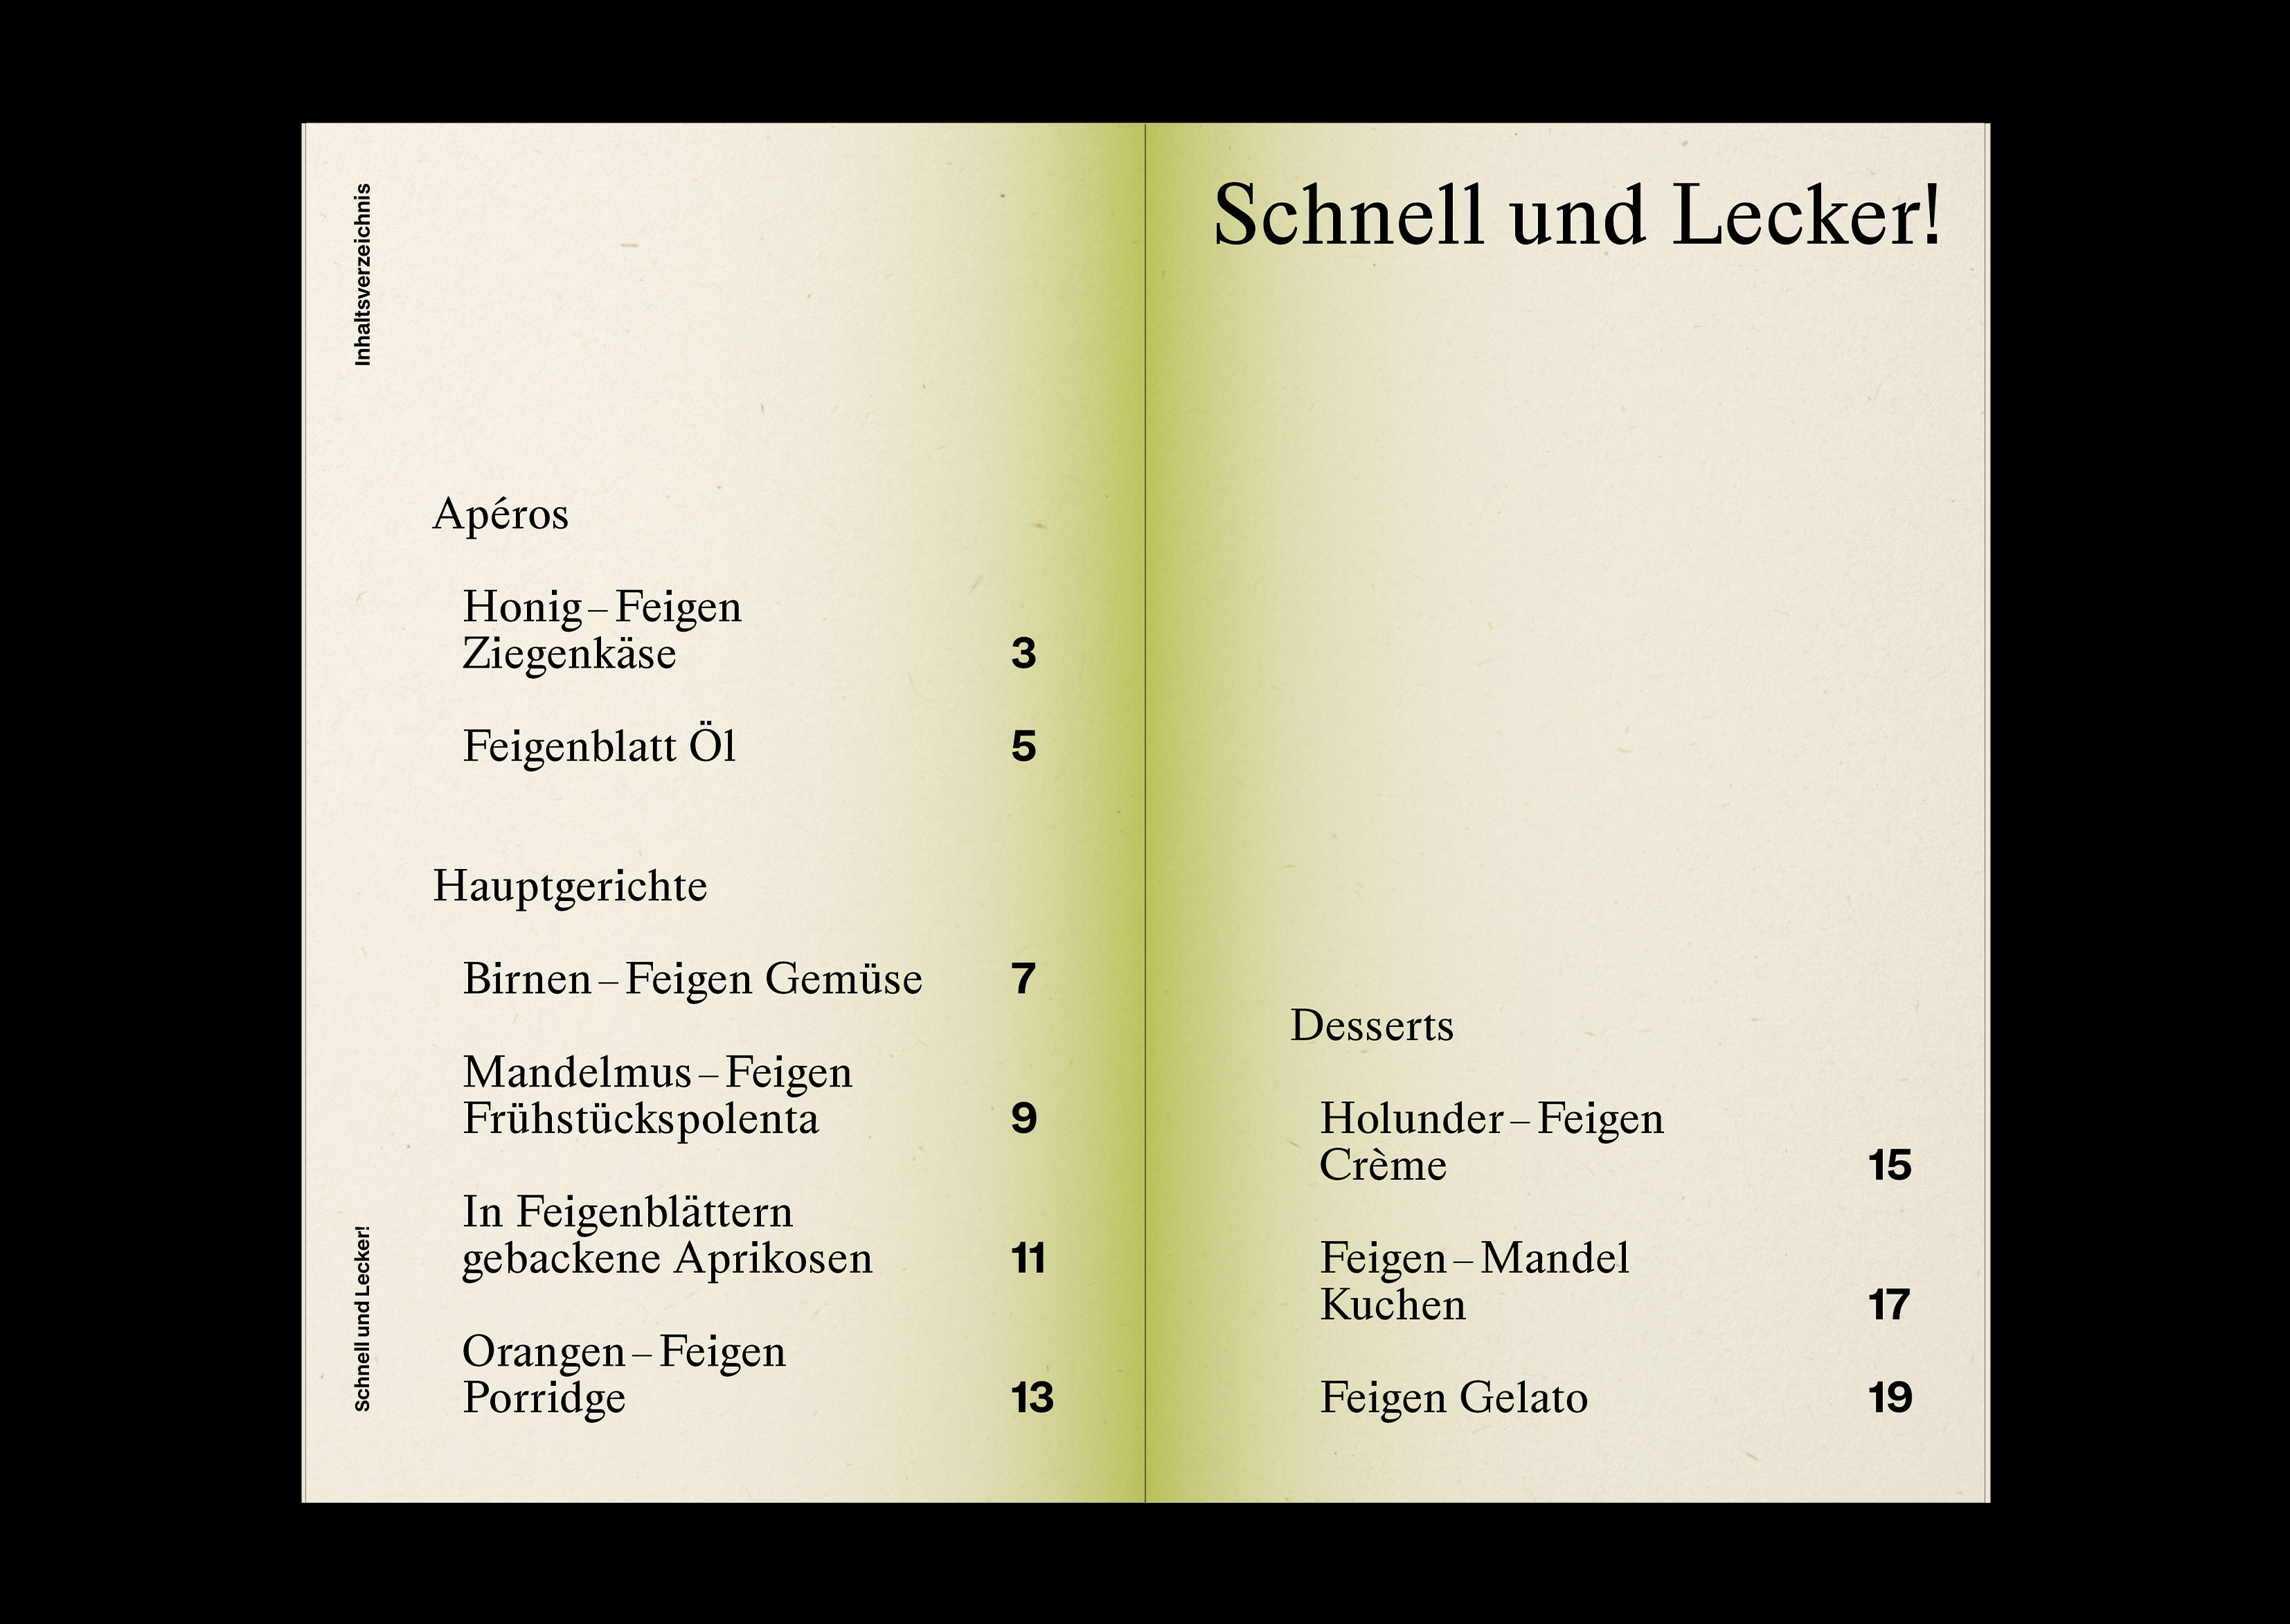 Inhaltsverzeichnis
Schnell und Lecker!
Apéros
Honig – Feigen
Ziegenkäse 3
Feigenblatt Öl 5
Hauptgerichte
Birnen – Feigen Gemüse 7
Mandelmus – Feigen
Frühstückspolenta 9
In Feigenblättern
gebackene Aprikosen 11
Orangen – Feigen
Porridge 13
Schnell und Lecker!
Desserts
Holunder – Feigen
Crème 15
Feigen – Mandel
Kuchen 17
Feigen Gelato 19